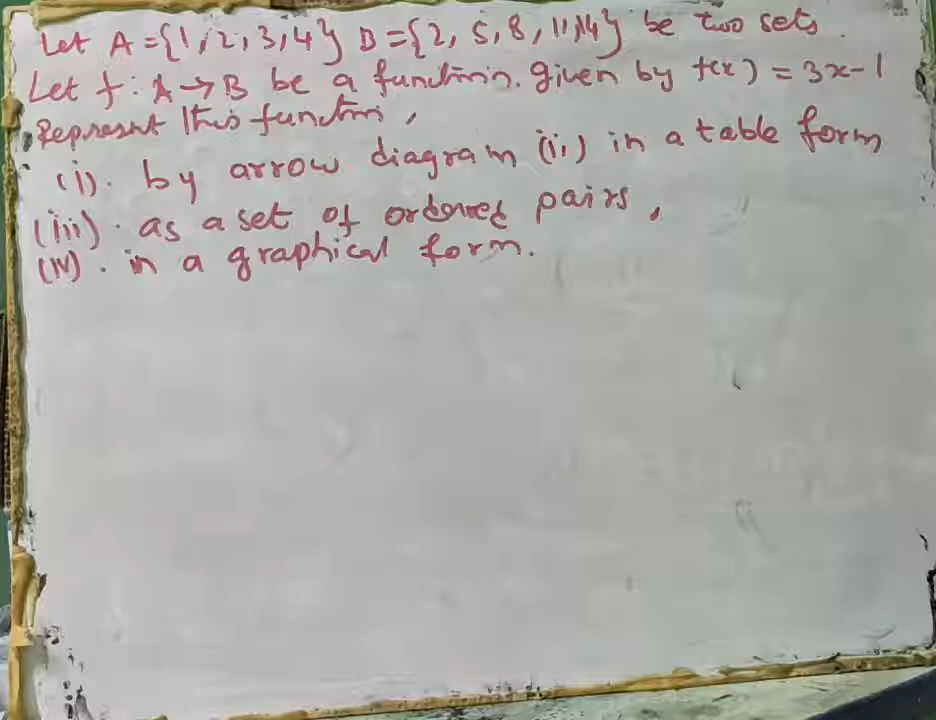 Let A = {1, 2, 3, 4} B = {2, 5, 8, 11, 14} be two sets.
Let f: A → B be a function. given by f(x) = 3x-1
Represent this function,
(i). by arrow diagram (ii) in a table form
(iii). as a set of ordered pairs,
(iv). in a graphical form.